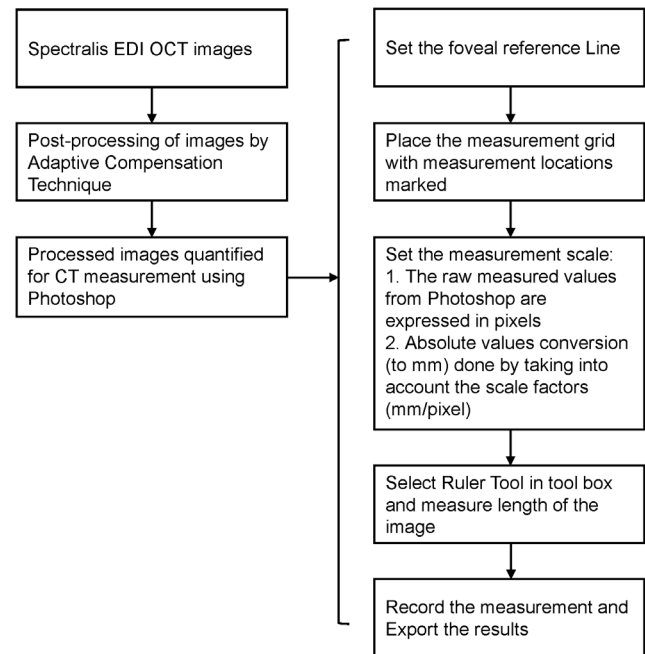 Spectralis EDI OCT images
Post-processing of images by
Adaptive Compensation
Technique
Processed images quantified
for CT measurement using
Photoshop
Set the foveal reference Line
Place the measurement grid
with measurement locations
marked
Set the measurement scale:
1. The raw measured values
from Photoshop are
expressed in pixels
2. Absolute values conversion
(to mm) done by taking into
account the scale factors
(mm/pixel)
Select Ruler Tool in tool box
and measure length of the
image
Record the measurement and
Export the results